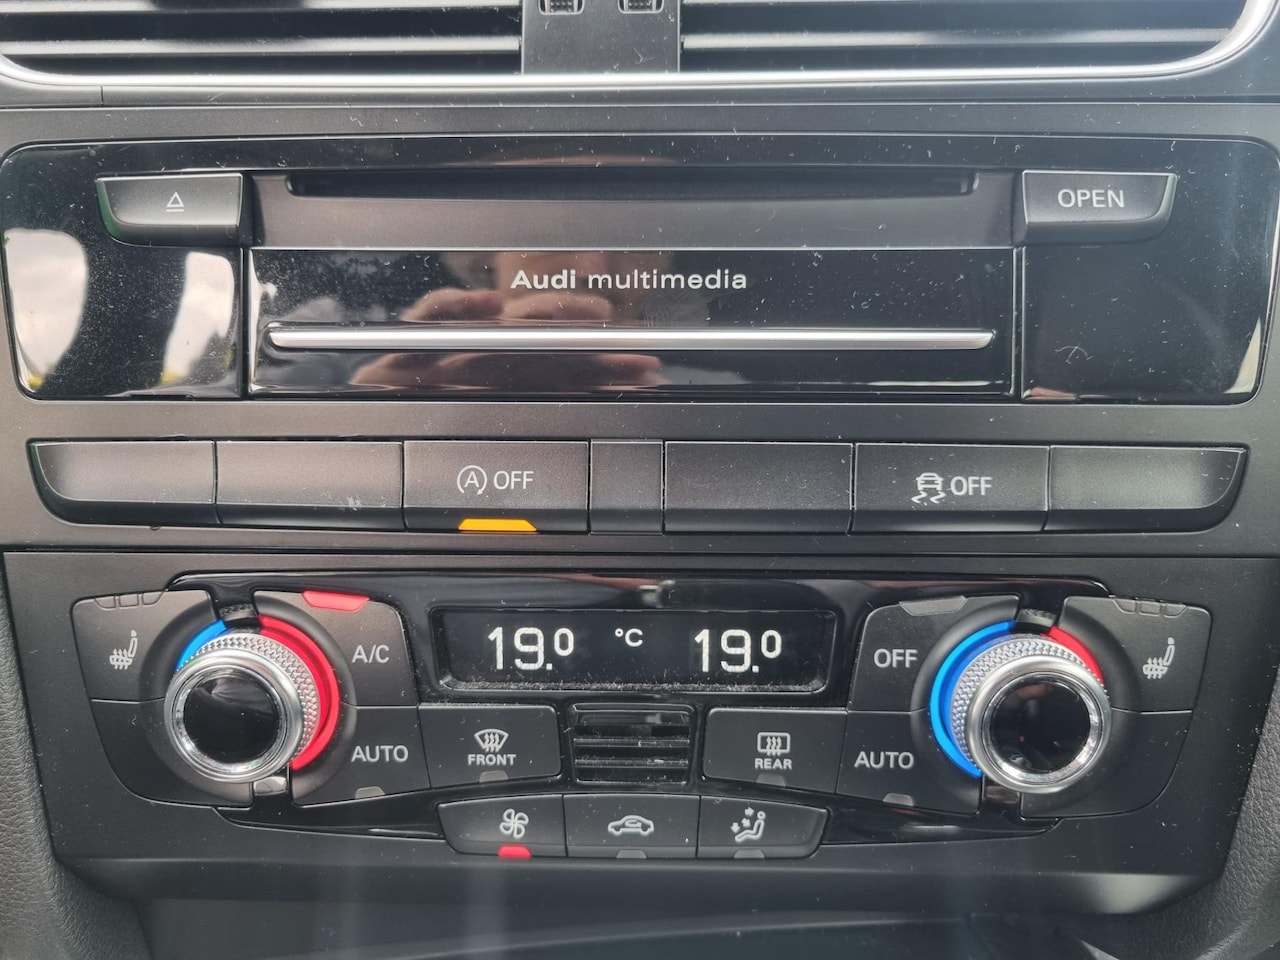 OPEN
Audi multimedia
A OFF
OFF
19.0 °C 19.0
A/C
OFF
AUTO
FRONT
REAR
AUTO